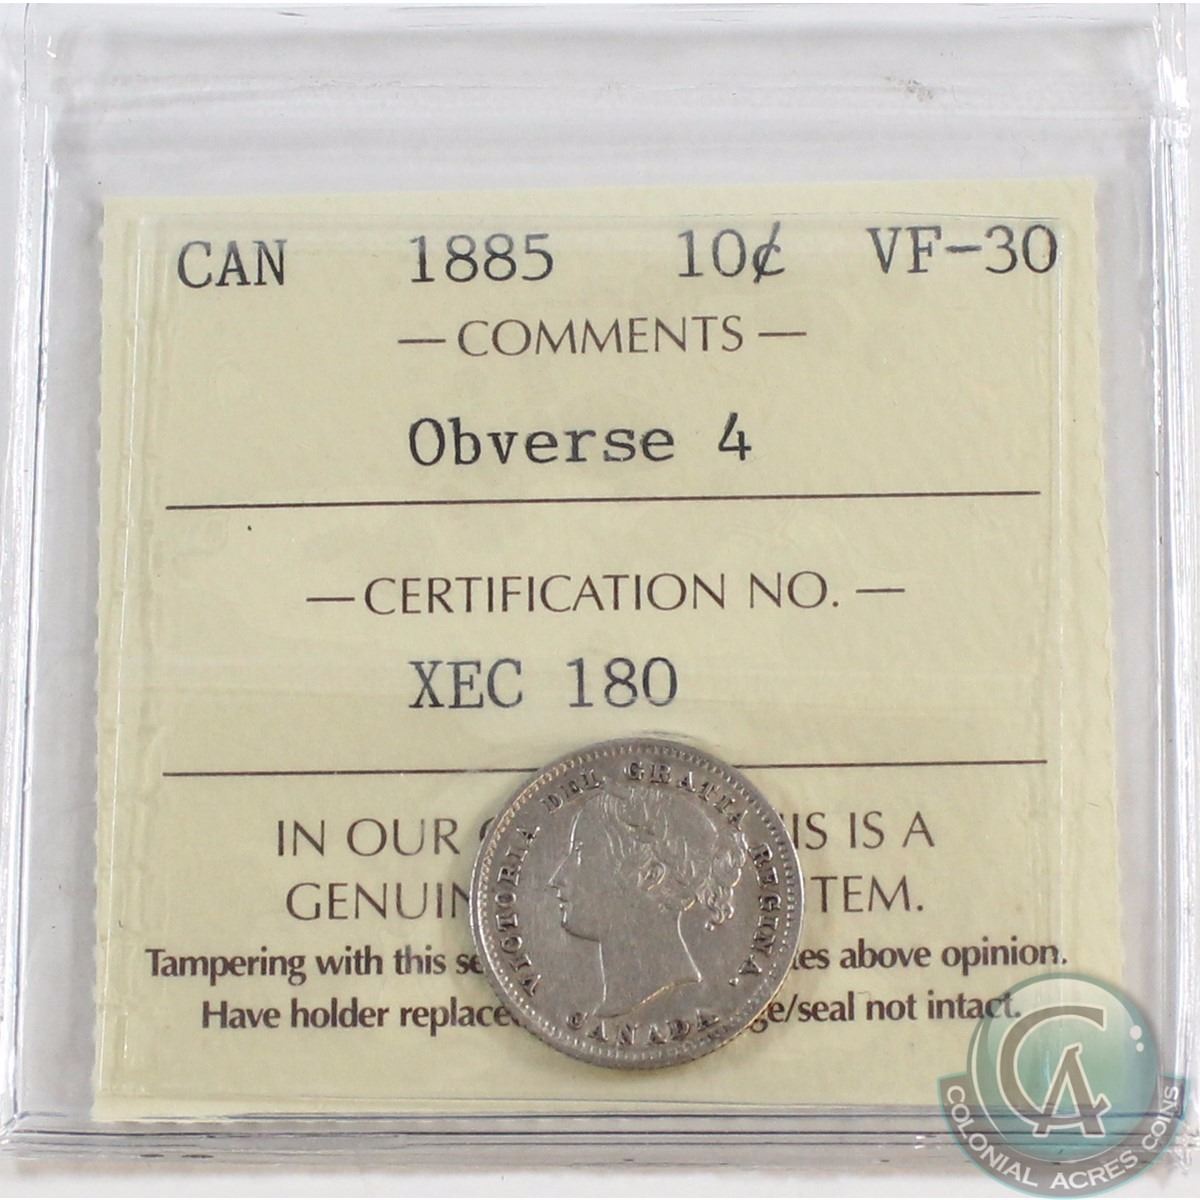 CAN 1885 10¢ VF-30
— COMMENTS —
Obverse 4
— CERTIFICATION NO. —
XEC 180
IN OUR IS IS A
GENUIN TEM.
Tampering with this se es above opinion.
Have holder replace ge/seal not intact.
VICTORIA DEI GRATIA REGINA.
CANADA
CA
COLONIAL ACRES COINS